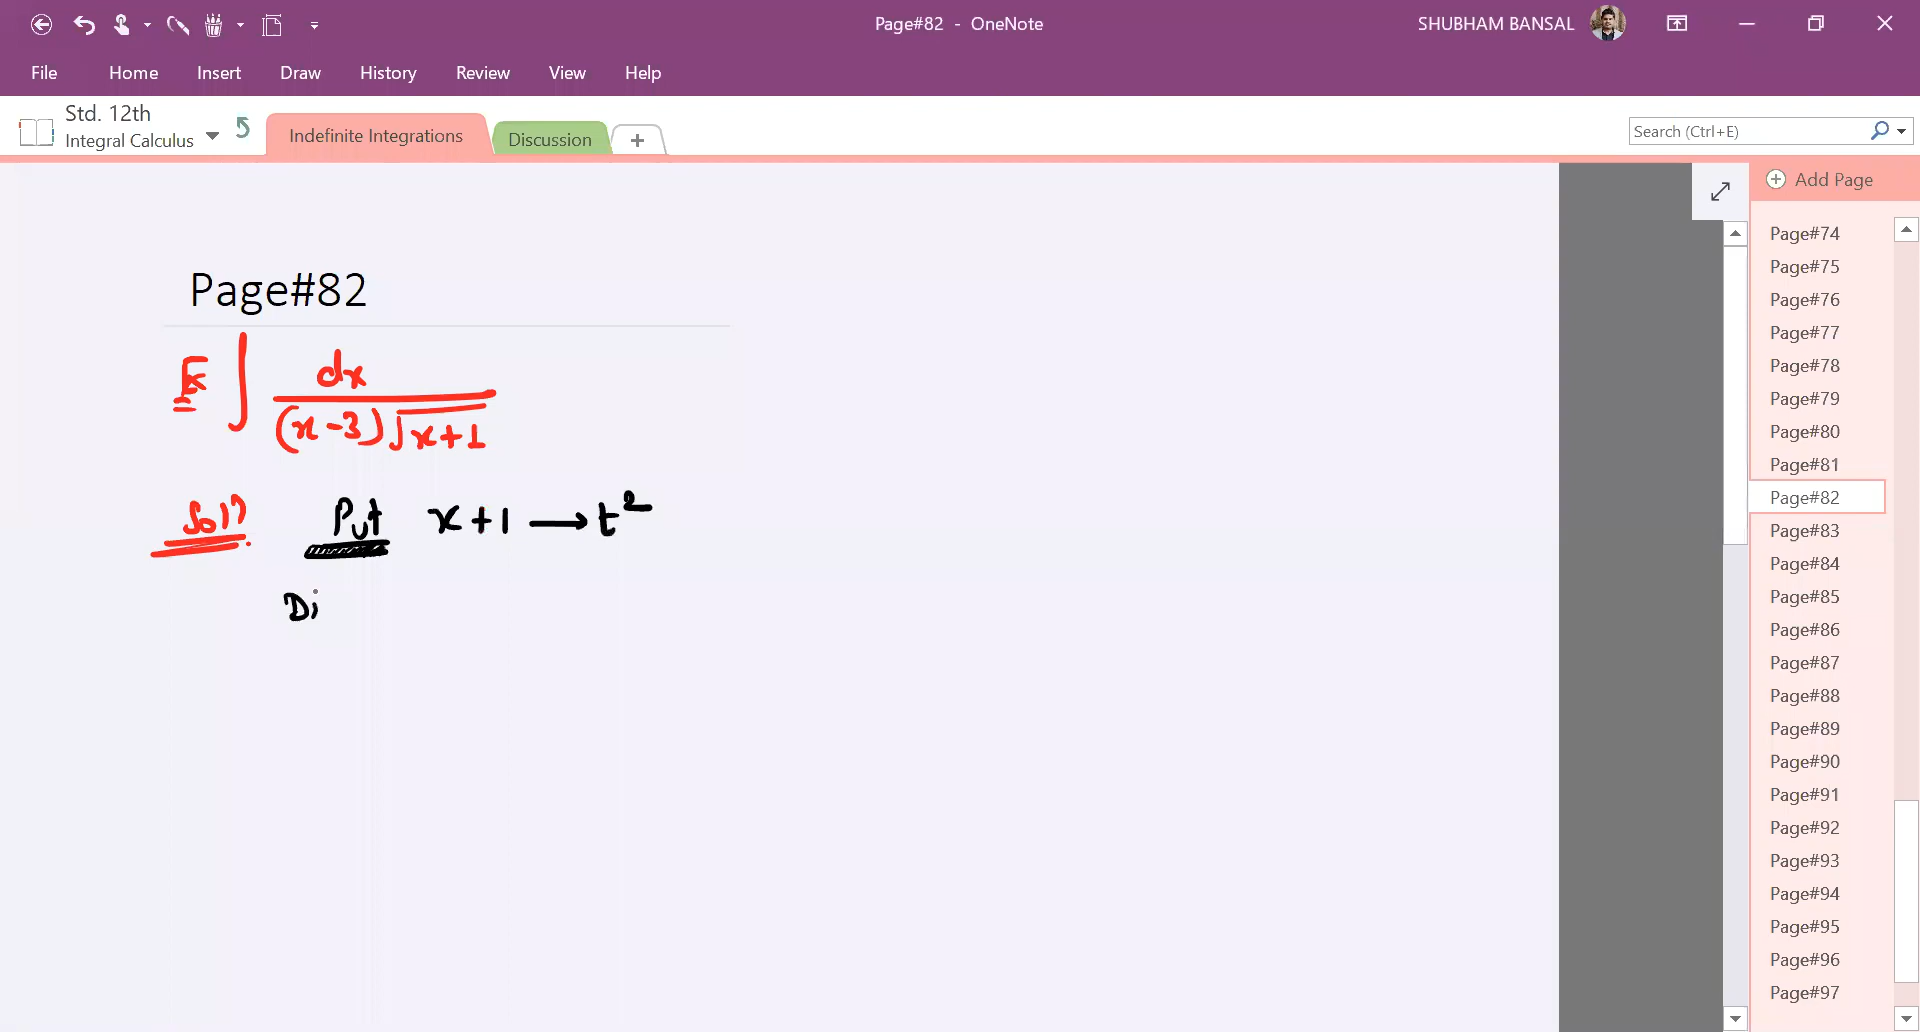 Page#82 - OneNote
SHUBHAM BANSAL
File Home Insert Draw History Review View Help
Std. 12th
Integral Calculus
Indefinite Integrations
Discussion
+
Search (Ctrl+E)
Add Page
Page#74
Page#75
Page#76
Page#77
Page#78
Page#79
Page#80
Page#81
Page#82
Page#83
Page#84
Page#85
Page#86
Page#87
Page#88
Page#89
Page#90
Page#91
Page#92
Page#93
Page#94
Page#95
Page#96
Page#97
Page#82
∫ dx
(x-3)√x+1
Solⁿ Put x+1 → t²
Di